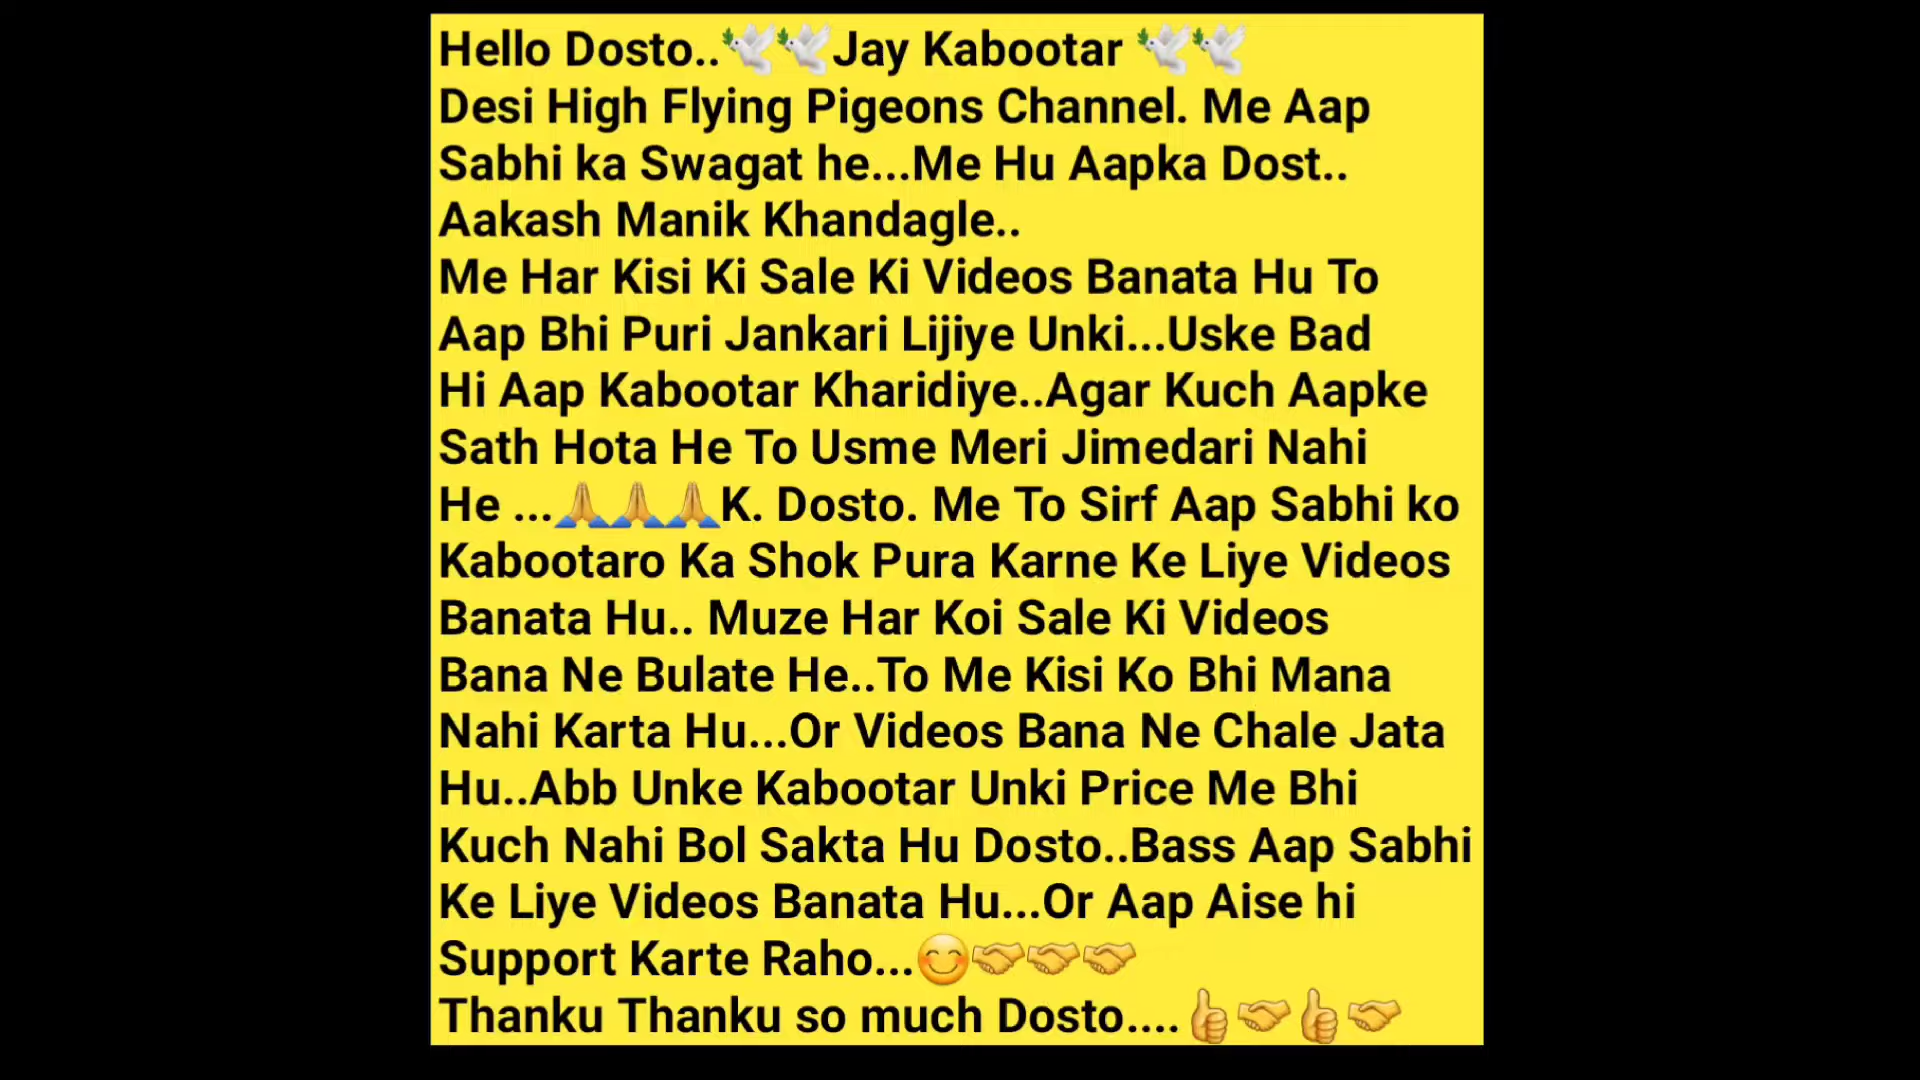 Hello Dosto..🕊️🕊️Jay Kabootar 🕊️🕊️
Desi High Flying Pigeons Channel. Me Aap
Sabhi ka Swagat he...Me Hu Aapka Dost..
Aakash Manik Khandagle..
Me Har Kisi Ki Sale Ki Videos Banata Hu To
Aap Bhi Puri Jankari Lijiye Unki...Uske Bad
Hi Aap Kabootar Kharidiye..Agar Kuch Aapke
Sath Hota He To Usme Meri Jimedari Nahi
He ...🙏🙏🙏K. Dosto. Me To Sirf Aap Sabhi ko
Kabootaro Ka Shok Pura Karne Ke Liye Videos
Banata Hu.. Muze Har Koi Sale Ki Videos
Bana Ne Bulate He..To Me Kisi Ko Bhi Mana
Nahi Karta Hu...Or Videos Bana Ne Chale Jata
Hu..Abb Unke Kabootar Unki Price Me Bhi
Kuch Nahi Bol Sakta Hu Dosto..Bass Aap Sabhi
Ke Liye Videos Banata Hu...Or Aap Aise hi
Support Karte Raho...😊🤝🤝🤝
Thanku Thanku so much Dosto....👍🤝👍🤝